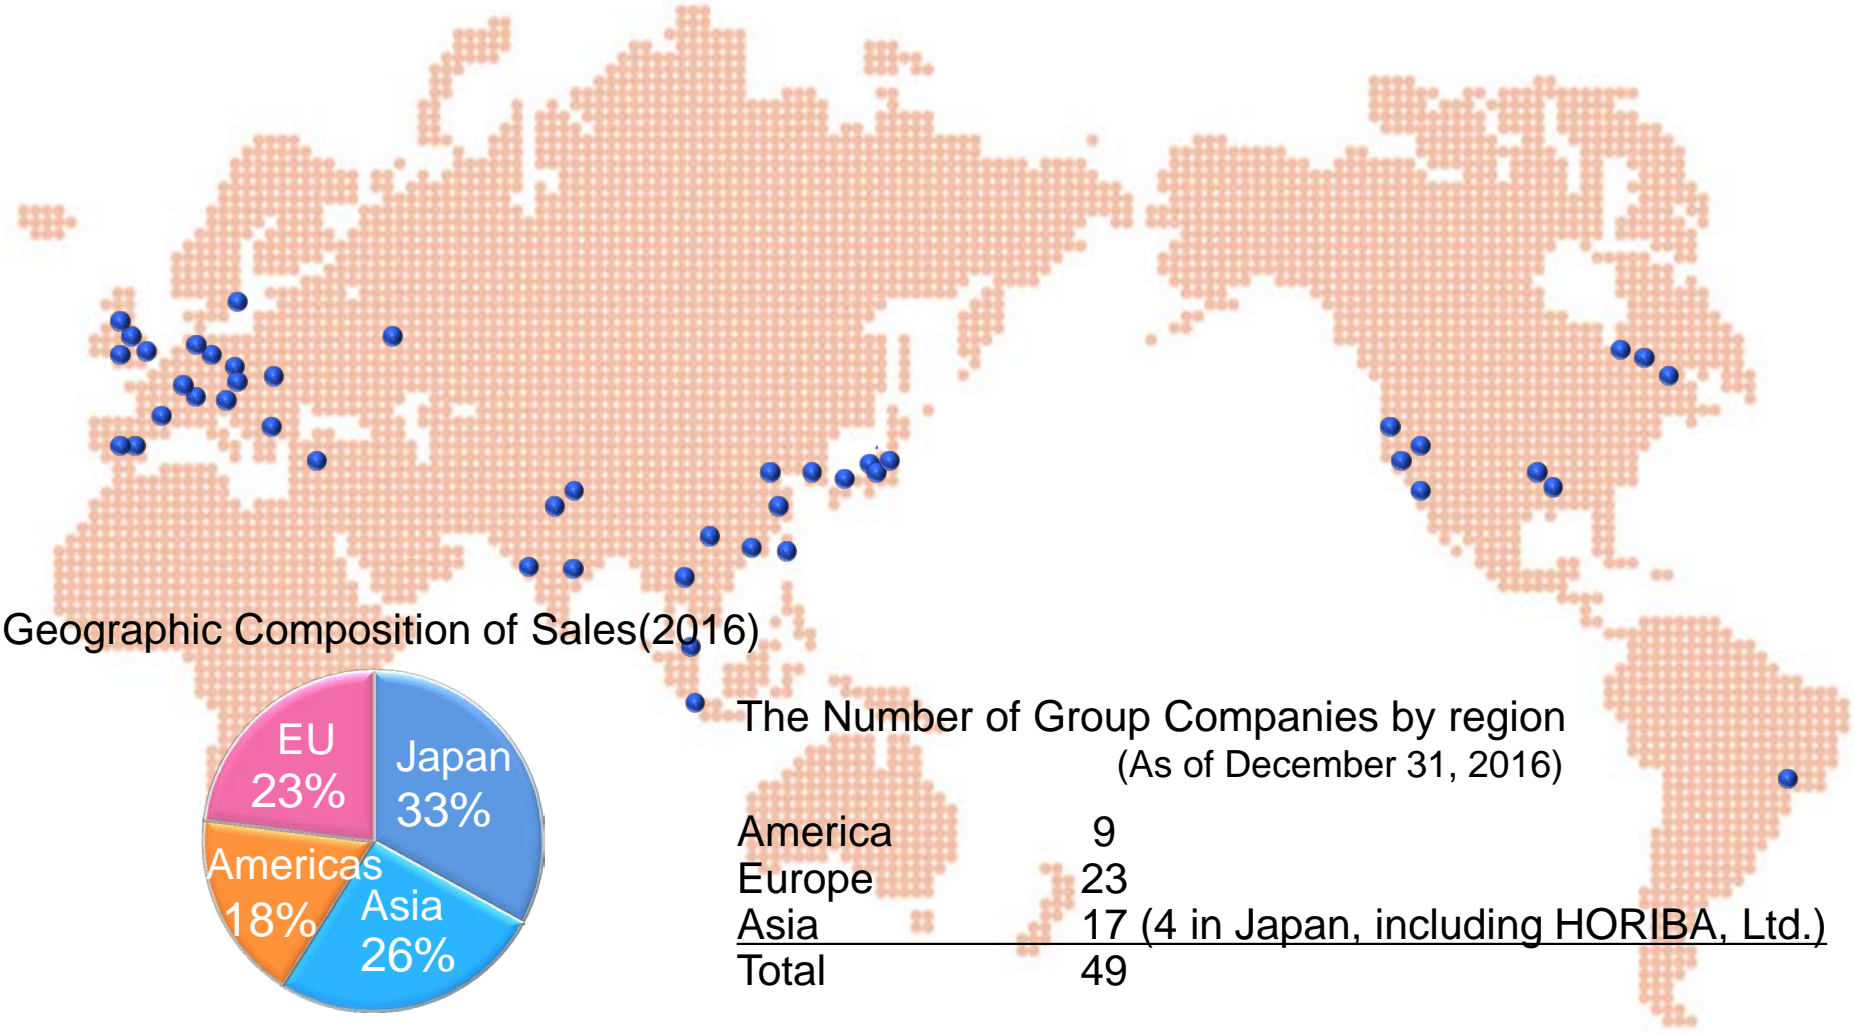 Geographic Composition of Sales(2016)
EU
23%
Japan
33%
Americas
18%
Asia
26%
The Number of Group Companies by region
(As of December 31, 2016)
America 9
Europe 23
Asia 17 (4 in Japan, including HORIBA, Ltd.)
Total 49